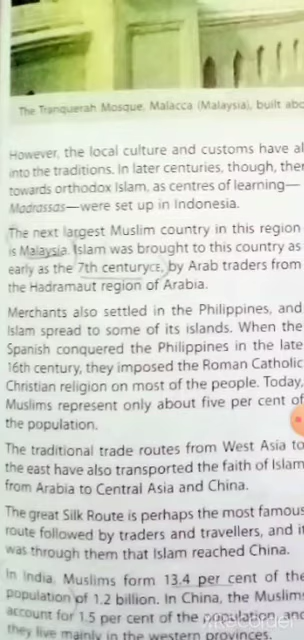 The Tranquerah Mosque, Malacca (Malaysia), built abo
However, the local culture and customs have al
into the traditions. In later centuries, though, ther
towards orthodox Islam, as centres of learning—
Madrassas—were set up in Indonesia.
The next largest Muslim country in this region
is Malaysia. Islam was brought to this country as
early as the 7th centuryCE, by Arab traders from
the Hadramaut region of Arabia.
Merchants also settled in the Philippines, and
Islam spread to some of its islands. When the
Spanish conquered the Philippines in the late
16th century, they imposed the Roman Catholic
Christian religion on most of the people. Today,
Muslims represent only about five per cent of
the population.
The traditional trade routes from West Asia to
the east have also transported the faith of Islam
from Arabia to Central Asia and China.
The great Silk Route is perhaps the most famous
route followed by traders and travellers, and it
was through them that Islam reached China.
In India, Muslims form 13.4 per cent of the
population of 1.2 billion. In China, the Muslims
account for 1.5 per cent of the population, and
they live mainly in the western provinces.